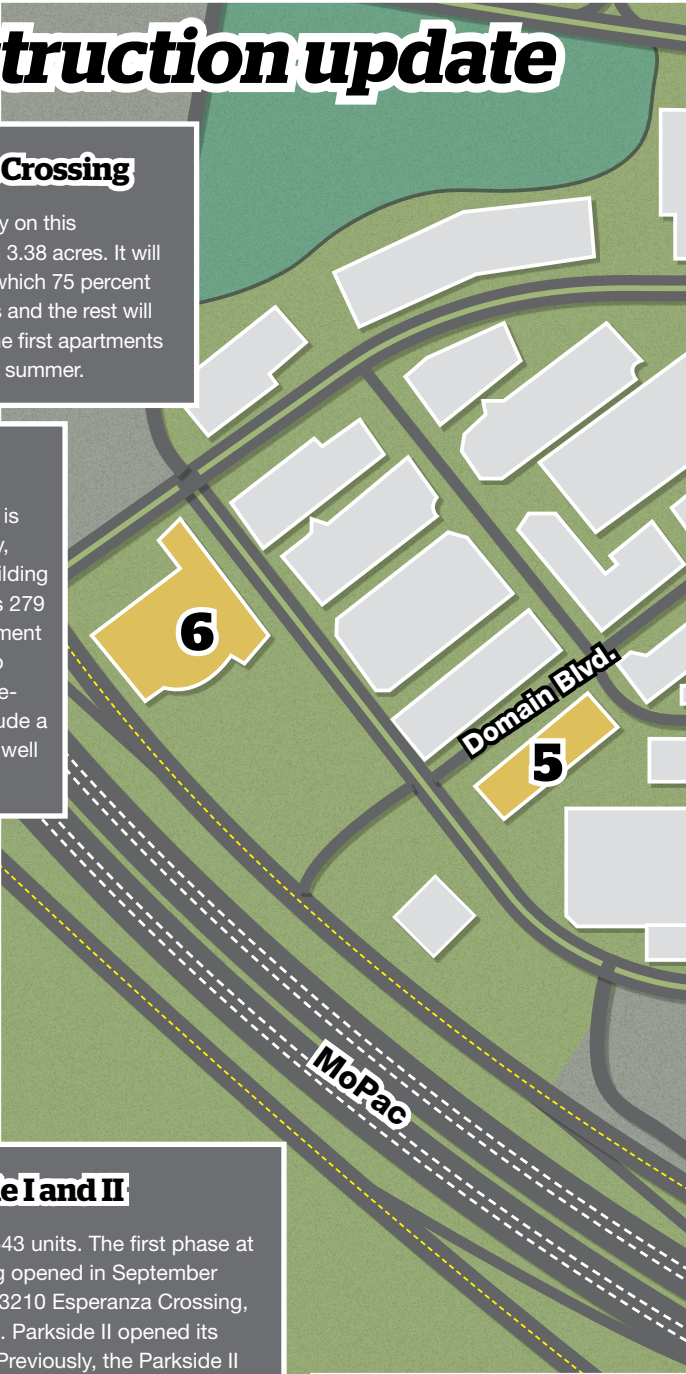 truction update
Crossing
y on this
3.38 acres. It will
which 75 percent
s and the rest will
e first apartments
summer.
is
y,
ilding
s 279
ment
o
e-
ude a
well
6
Domain Blvd.
5
MoPac
e I and II
43 units. The first phase at
g opened in September
3210 Esperanza Crossing,
. Parkside II opened its
Previously, the Parkside II